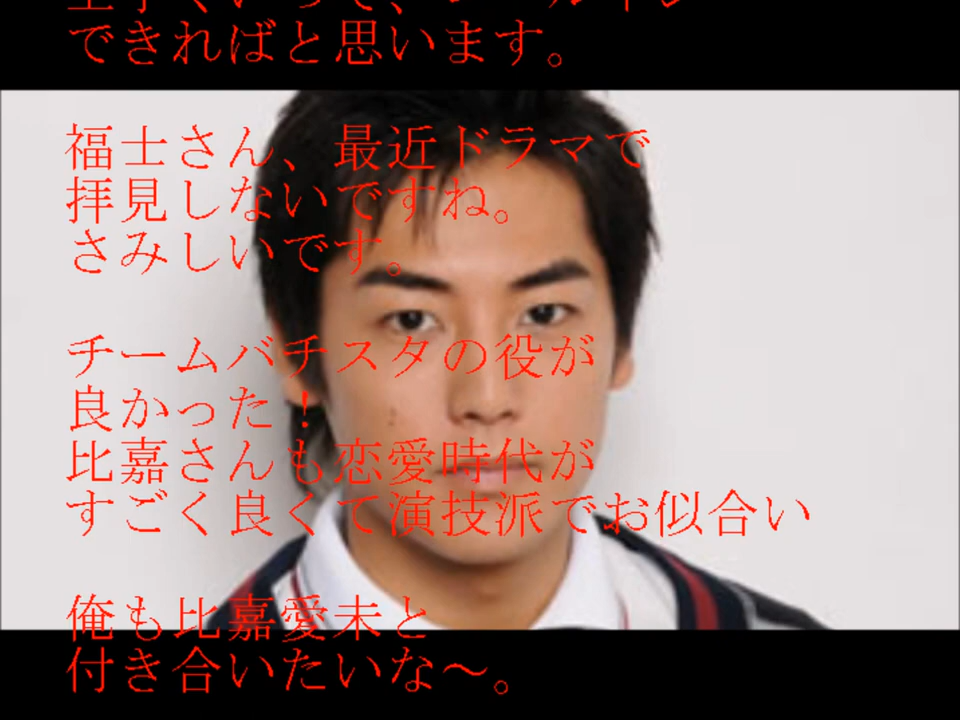 できればと思います。
福士さん、最近ドラマで
拝見しないですね。
さみしいです。
チームバチスタの役が
良かった！
比嘉さんも恋愛時代が
すごく良くて演技派でお似合い
俺も比嘉愛未と
付き合いたいな～。